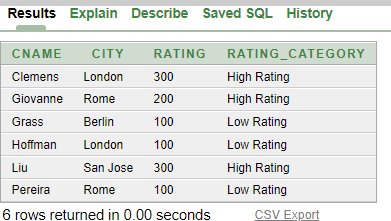 Results Explain Describe Saved SQL History
CNAME CITY RATING RATING_CATEGORY
Clemens London 300 High Rating
Giovanne Rome 200 High Rating
Grass Berlin 100 Low Rating
Hoffman London 100 Low Rating
Liu San Jose 300 High Rating
Pereira Rome 100 Low Rating
6 rows returned in 0.00 seconds CSV Export